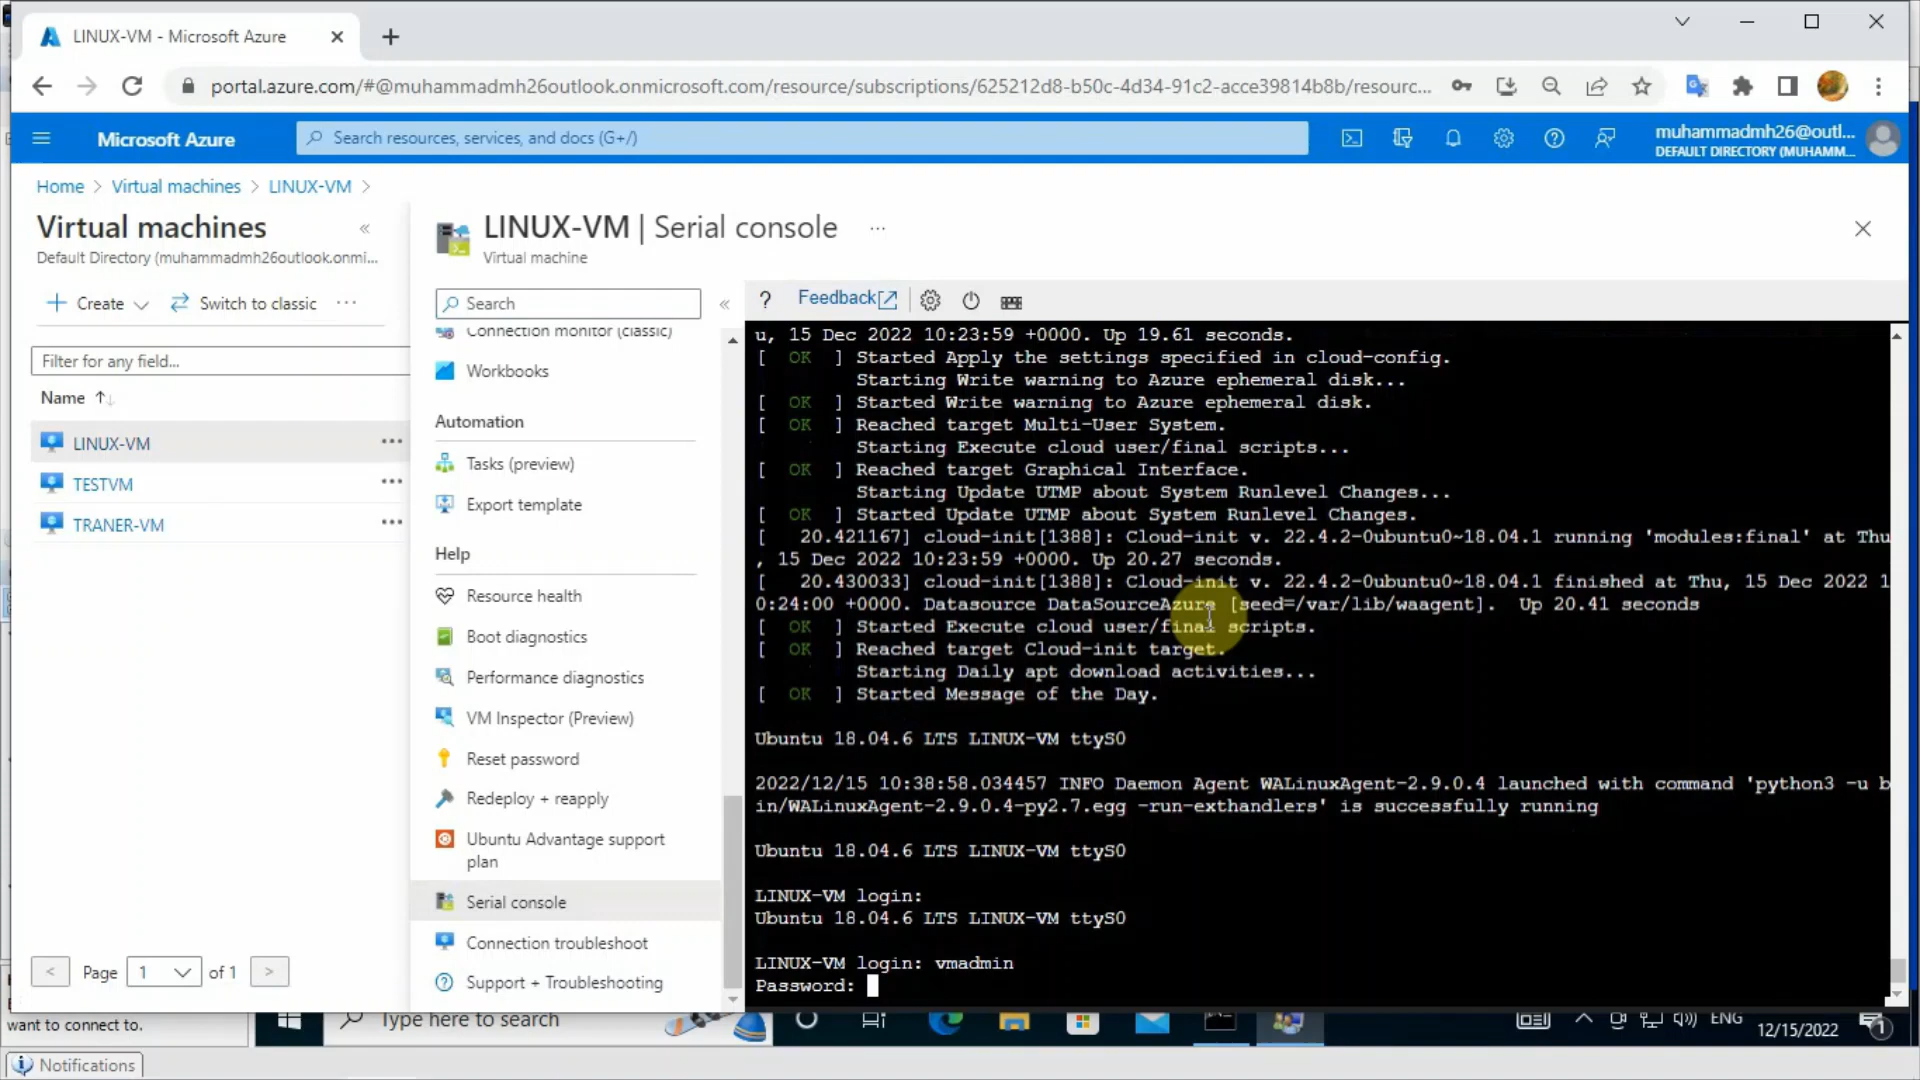 LINUX-VM - Microsoft Azure
portal.azure.com/#@muhammadmh26outlook.onmicrosoft.com/resource/subscriptions/625212d8-b50c-4d34-91c2-acce39814b8b/resourc...
Microsoft Azure
Search resources, services, and docs (G+/)
muhammadmh26@outl...
DEFAULT DIRECTORY (MUHAMM...
Home > Virtual machines > LINUX-VM >
Virtual machines
Default Directory (muhammadmh26outlook.onmi...
Create
Switch to classic
Filter for any field...
Name
LINUX-VM
TESTVM
TRANER-VM
< Page 1 of 1 >
LINUX-VM | Serial console
Virtual machine
Search
Connection monitor (classic)
Workbooks
Automation
Tasks (preview)
Export template
Help
Resource health
Boot diagnostics
Performance diagnostics
VM Inspector (Preview)
Reset password
Redeploy + reapply
Ubuntu Advantage support
plan
Serial console
Connection troubleshoot
Support + Troubleshooting
? Feedback
u, 15 Dec 2022 10:23:59 +0000. Up 19.61 seconds.
[ OK ] Started Apply the settings specified in cloud-config.
Starting Write warning to Azure ephemeral disk...
[ OK ] Started Write warning to Azure ephemeral disk.
[ OK ] Reached target Multi-User System.
Starting Execute cloud user/final scripts...
[ OK ] Reached target Graphical Interface.
Starting Update UTMP about System Runlevel Changes...
[ OK ] Started Update UTMP about System Runlevel Changes.
[ 20.421167] cloud-init[1388]: Cloud-init v. 22.4.2-0ubuntu0~18.04.1 running 'modules:final' at Thu
, 15 Dec 2022 10:23:59 +0000. Up 20.27 seconds.
[ 20.430033] cloud-init[1388]: Cloud-init v. 22.4.2-0ubuntu0~18.04.1 finished at Thu, 15 Dec 2022 1
0:24:00 +0000. Datasource DataSourceAzure [seed=/var/lib/waagent]. Up 20.41 seconds
[ OK ] Started Execute cloud user/final scripts.
[ OK ] Reached target Cloud-init target.
Starting Daily apt download activities...
[ OK ] Started Message of the Day.
Ubuntu 18.04.6 LTS LINUX-VM ttyS0
2022/12/15 10:38:58.034457 INFO Daemon Agent WALinuxAgent-2.9.0.4 launched with command 'python3 -u b
in/WALinuxAgent-2.9.0.4-py2.7.egg -run-exthandlers' is successfully running
Ubuntu 18.04.6 LTS LINUX-VM ttyS0
LINUX-VM login:
Ubuntu 18.04.6 LTS LINUX-VM ttyS0
LINUX-VM login: vmadmin
Password:
want to connect to.
Type here to search
ENG
12/15/2022
1
Notifications